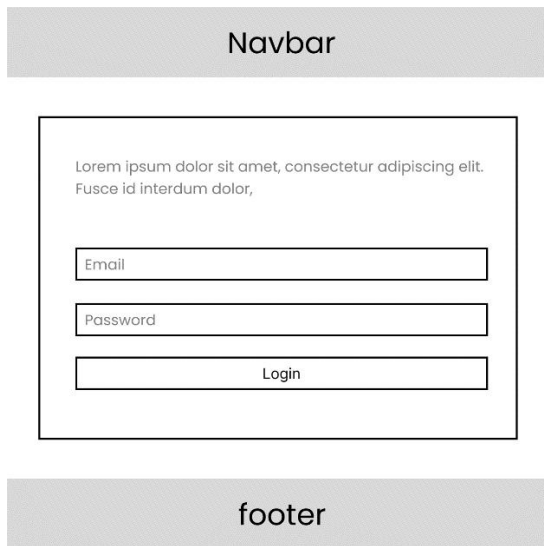 Navbar
Lorem ipsum dolor sit amet, consectetur adipiscing elit.
Fusce id interdum dolor,
Email
Password
Login
footer